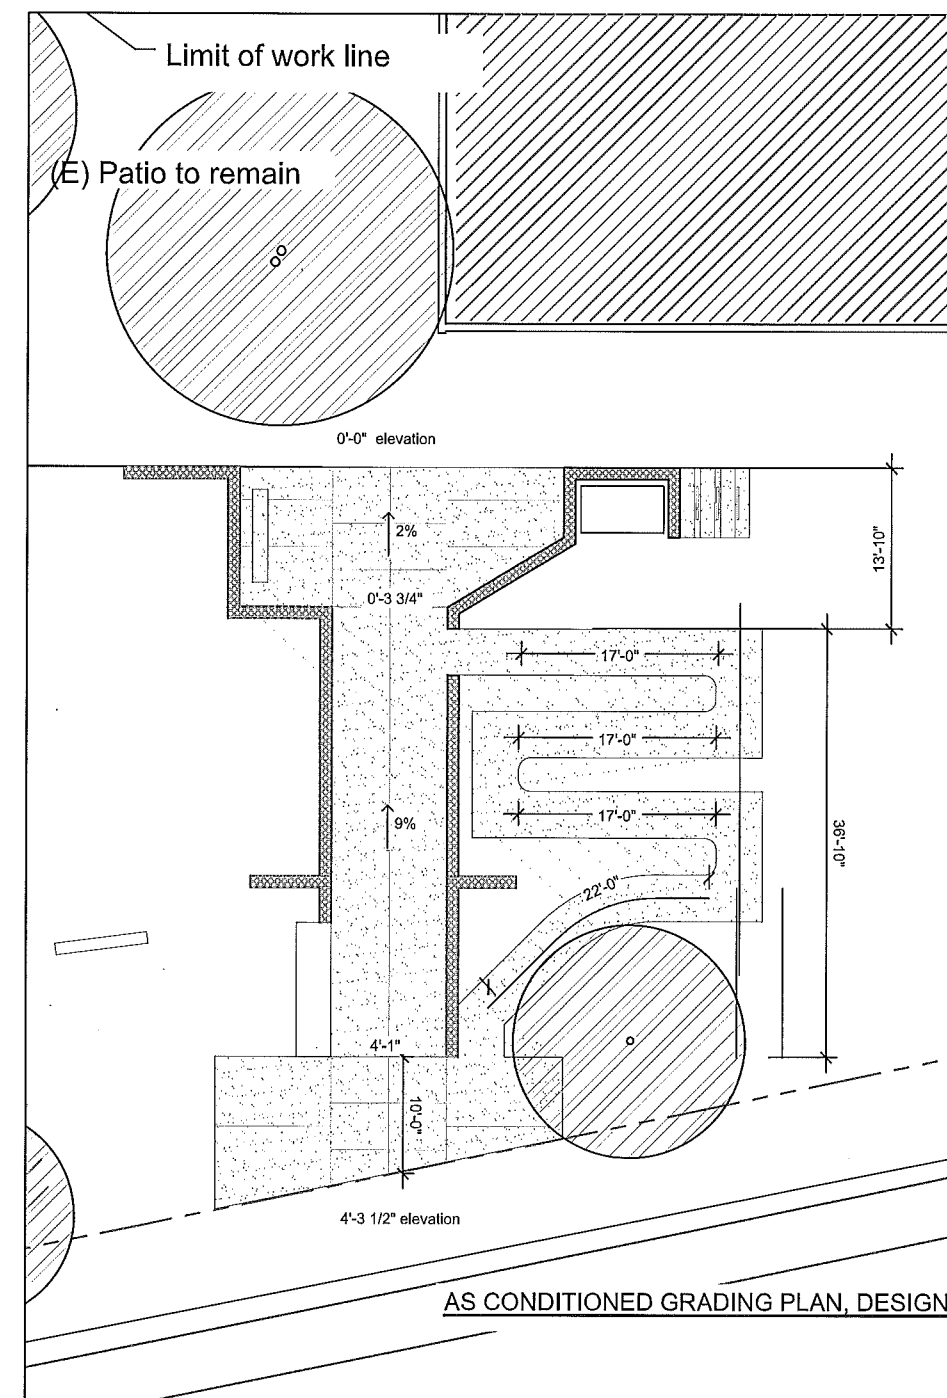 Limit of work line
(E) Patio to remain
0'-0" elevation
2%
13'-10"
0'-3 3/4"
17'-0"
17'-0"
17'-0"
9%
36'-10"
22'-0"
4'-1"
10'-0"
4'-3 1/2" elevation
AS CONDITIONED GRADING PLAN, DESIGN